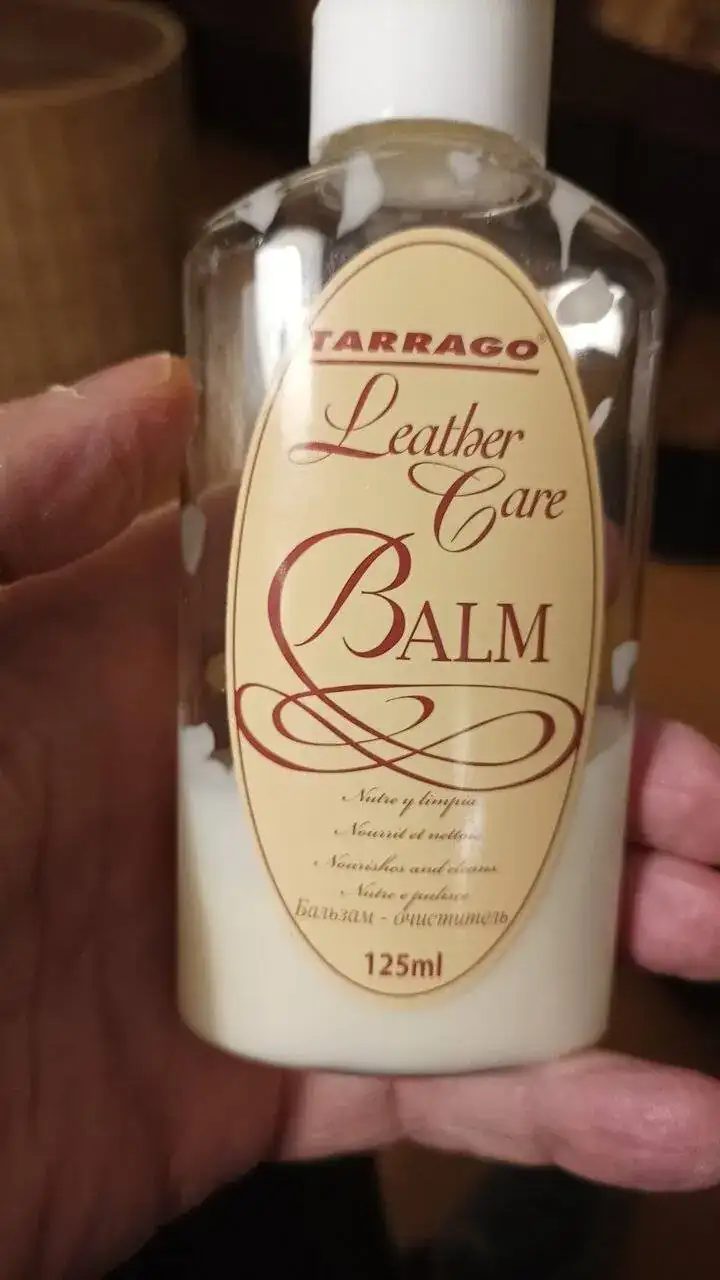 TARRAGO®
Leather
Care
BALM
Nutre y limpia
Nourrit et nettoie
Nourishes and cleans
Nutre e pulisce
Бальзам - очиститель
125ml